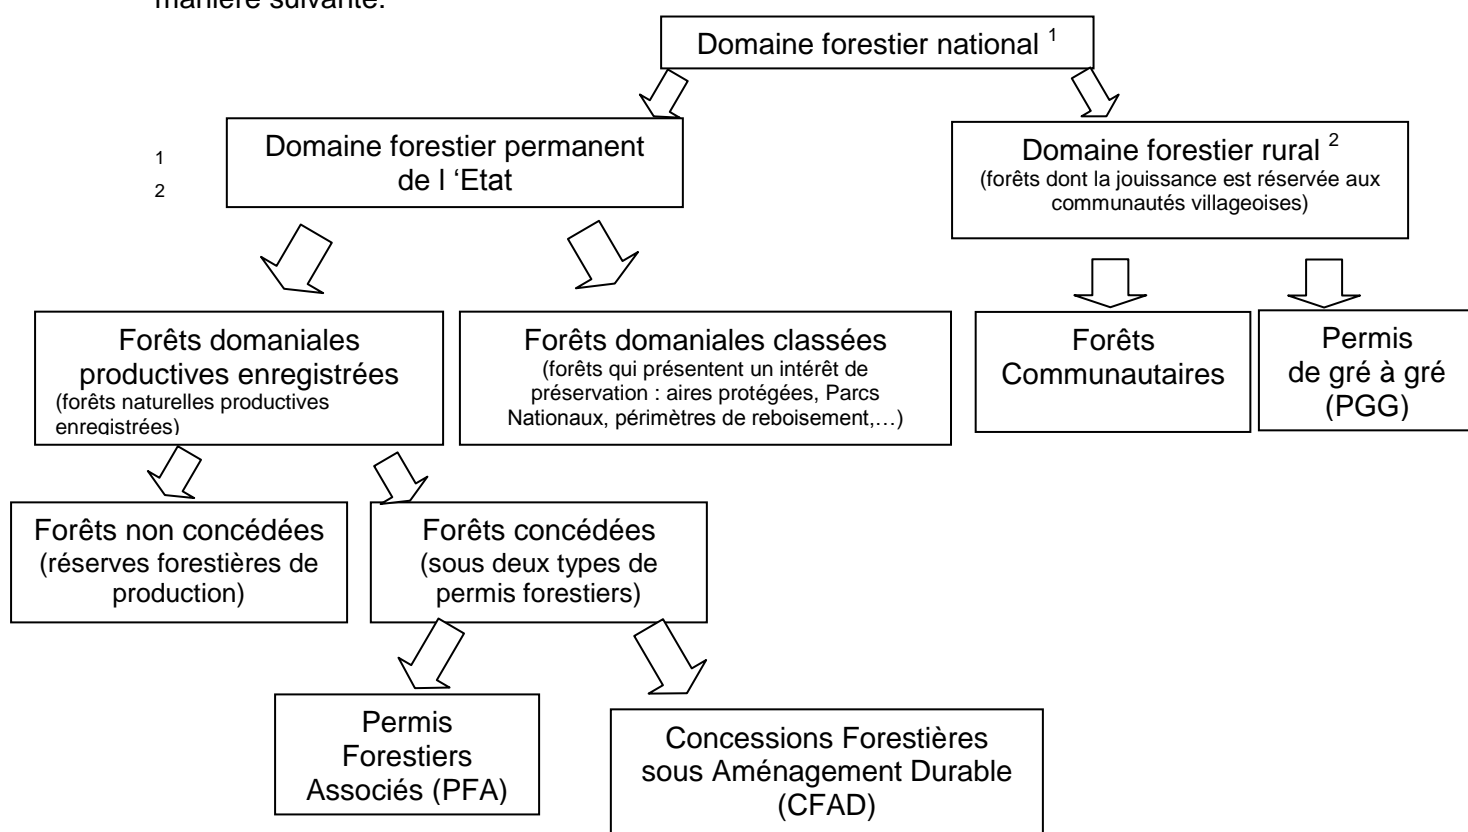 manière suivante:
Domaine forestier national ¹
Domaine forestier permanent
de l ‘Etat
1
2
Domaine forestier rural ²
(forêts dont la jouissance est réservée aux
communautés villageoises)
Forêts domaniales
productives enregistrées
(forêts naturelles productives
enregistrées)
Forêts domaniales classées
(forêts qui présentent un intérêt de
préservation : aires protégées, Parcs
Nationaux, périmètres de reboisement,…)
Forêts
Communautaires
Permis
de gré à gré
(PGG)
Forêts non concédées
(réserves forestières de
production)
Forêts concédées
(sous deux types de
permis forestiers)
Permis
Forestiers
Associés (PFA)
Concessions Forestières
sous Aménagement Durable
(CFAD)